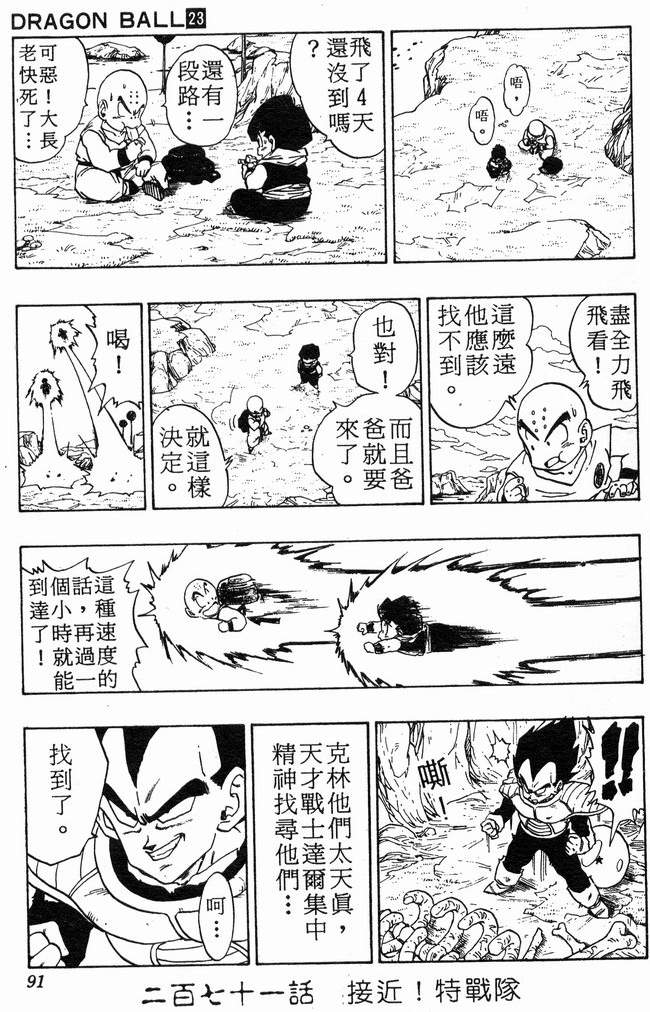 DRAGON BALL 23
唔，
唔。
飛了4天
還沒到嗎
？
還有一
段路…
可惡！大長
老快死了…
盡全力飛
飛看！
這麼遠
他應該
找不到。
也對！
而且爸
爸就要
來了。
就這樣
決定。
喝！
這種速度的
話，再過一
個小時就能
到達了！
!!
克林他們太天真，
天才戰士達爾集中
精神找尋他們…
找到了。
呵…
91
二百七十一話　接近！特戰隊